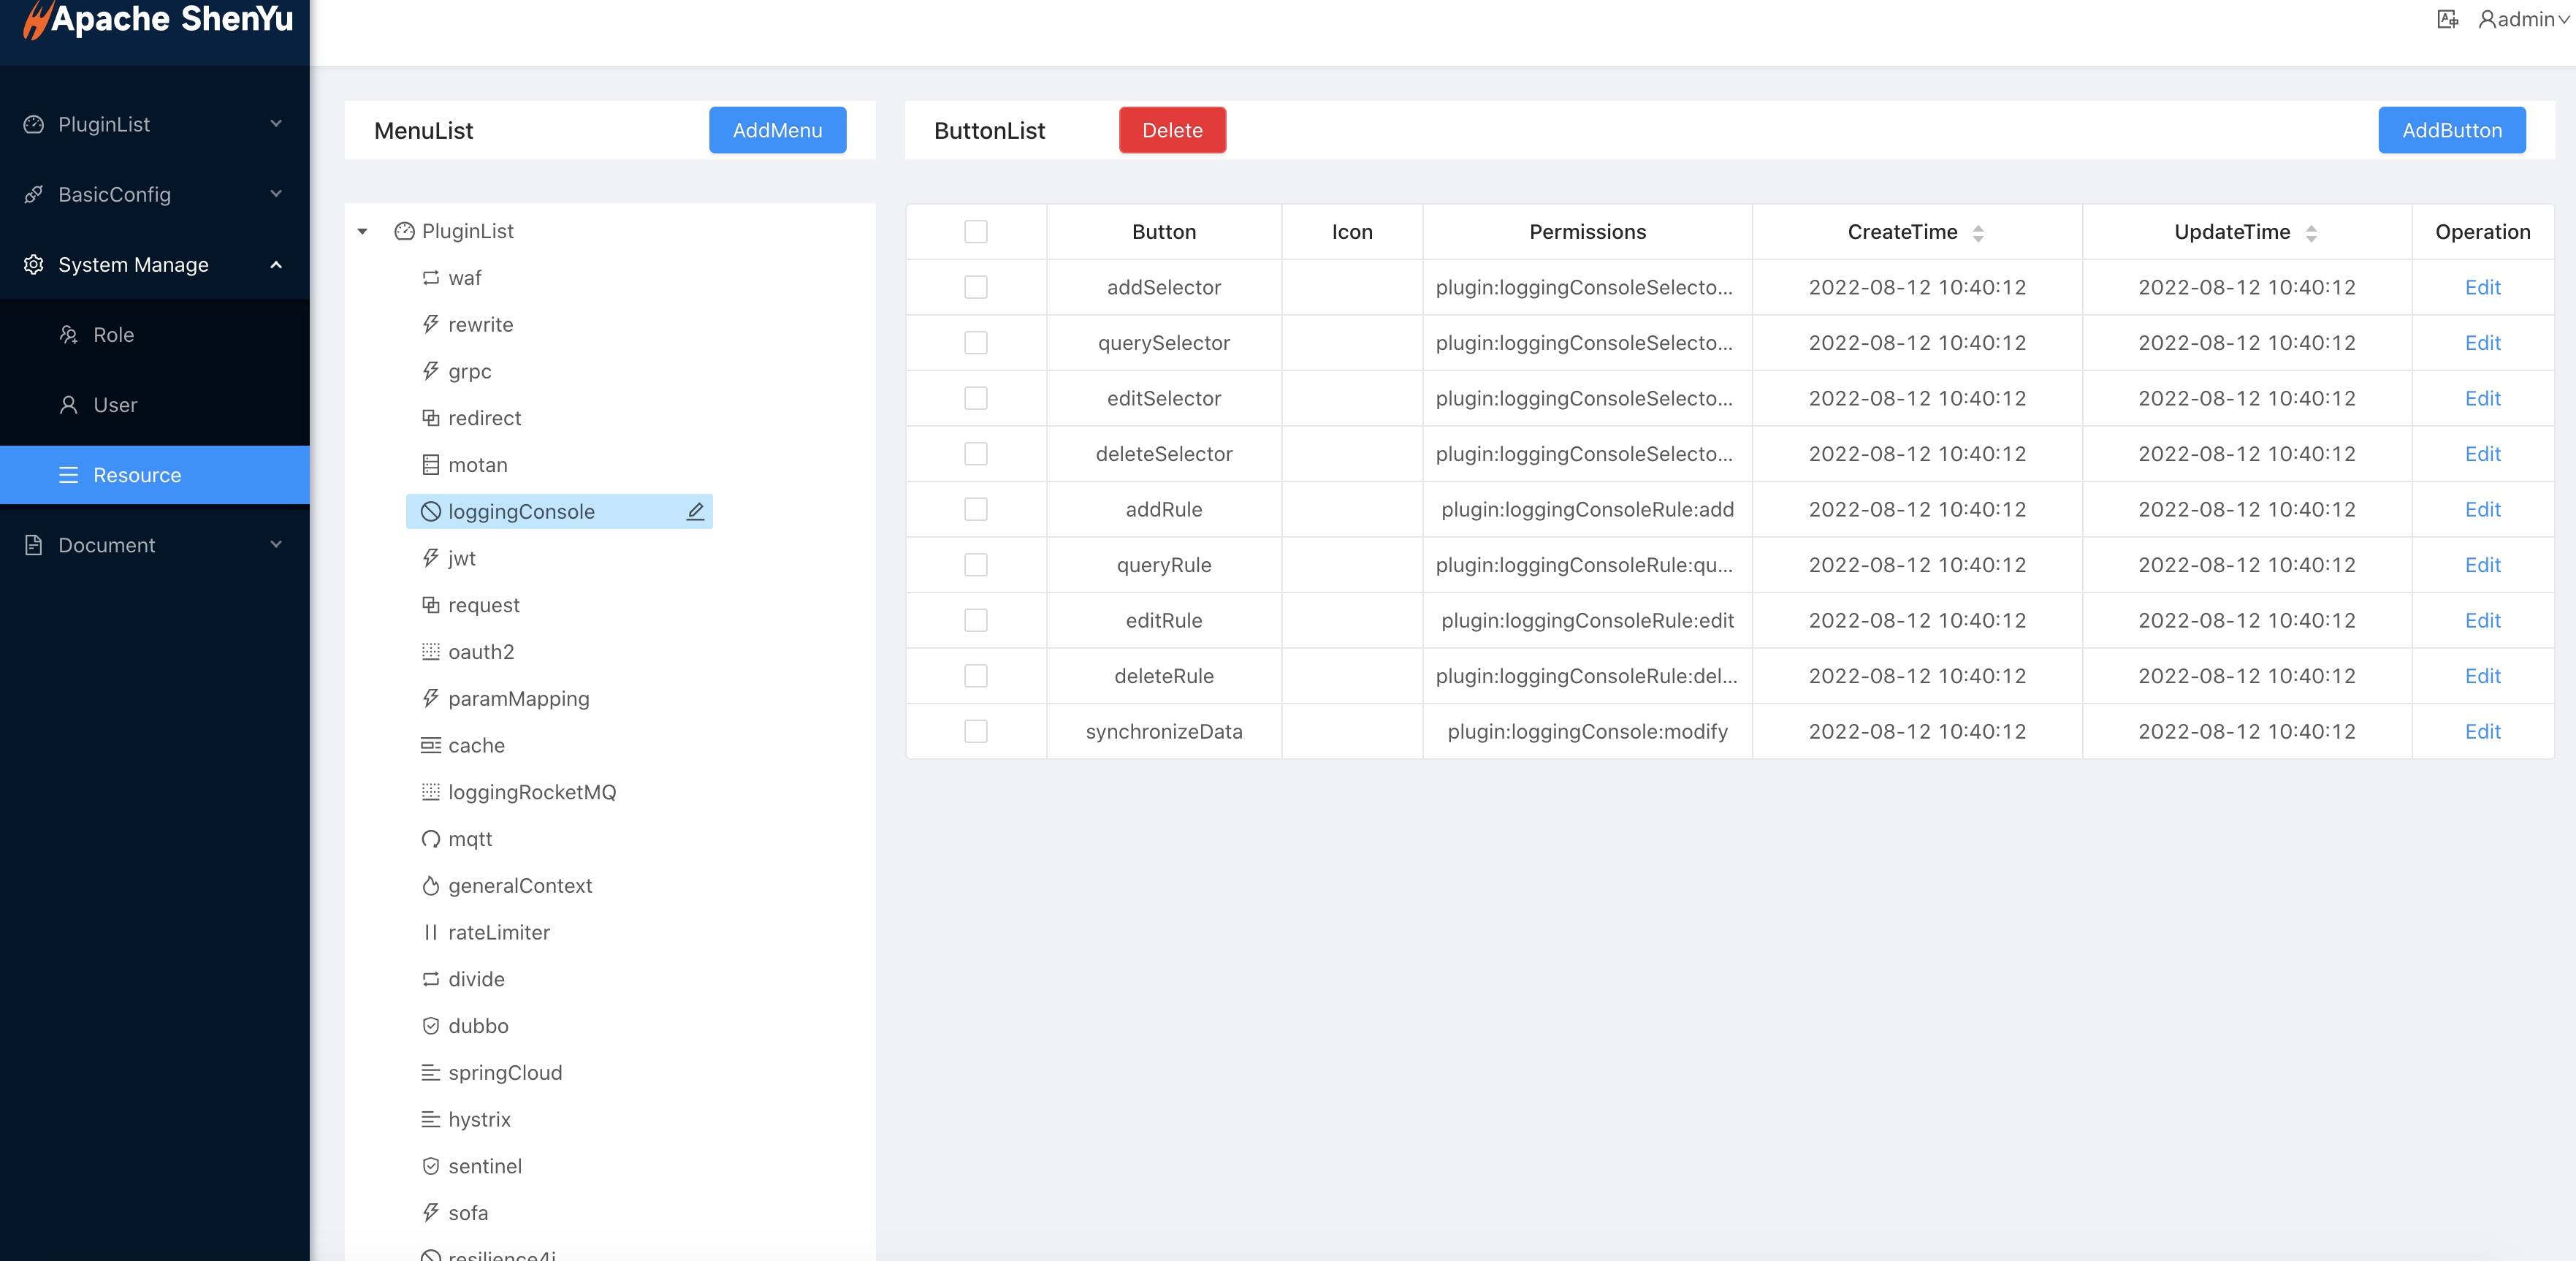 Apache ShenYu
admin
PluginList
BasicConfig
System Manage
Role
User
Resource
Document
MenuList
AddMenu
PluginList
waf
rewrite
grpc
redirect
motan
loggingConsole
jwt
request
oauth2
paramMapping
cache
loggingRocketMQ
mqtt
generalContext
rateLimiter
divide
dubbo
springCloud
hystrix
sentinel
sofa
resilience4j
ButtonList
Delete
AddButton
Button Icon Permissions CreateTime UpdateTime Operation
addSelector plugin:loggingConsoleSelecto... 2022-08-12 10:40:12 2022-08-12 10:40:12 Edit
querySelector plugin:loggingConsoleSelecto... 2022-08-12 10:40:12 2022-08-12 10:40:12 Edit
editSelector plugin:loggingConsoleSelecto... 2022-08-12 10:40:12 2022-08-12 10:40:12 Edit
deleteSelector plugin:loggingConsoleSelecto... 2022-08-12 10:40:12 2022-08-12 10:40:12 Edit
addRule plugin:loggingConsoleRule:add 2022-08-12 10:40:12 2022-08-12 10:40:12 Edit
queryRule plugin:loggingConsoleRule:qu... 2022-08-12 10:40:12 2022-08-12 10:40:12 Edit
editRule plugin:loggingConsoleRule:edit 2022-08-12 10:40:12 2022-08-12 10:40:12 Edit
deleteRule plugin:loggingConsoleRule:del... 2022-08-12 10:40:12 2022-08-12 10:40:12 Edit
synchronizeData plugin:loggingConsole:modify 2022-08-12 10:40:12 2022-08-12 10:40:12 Edit